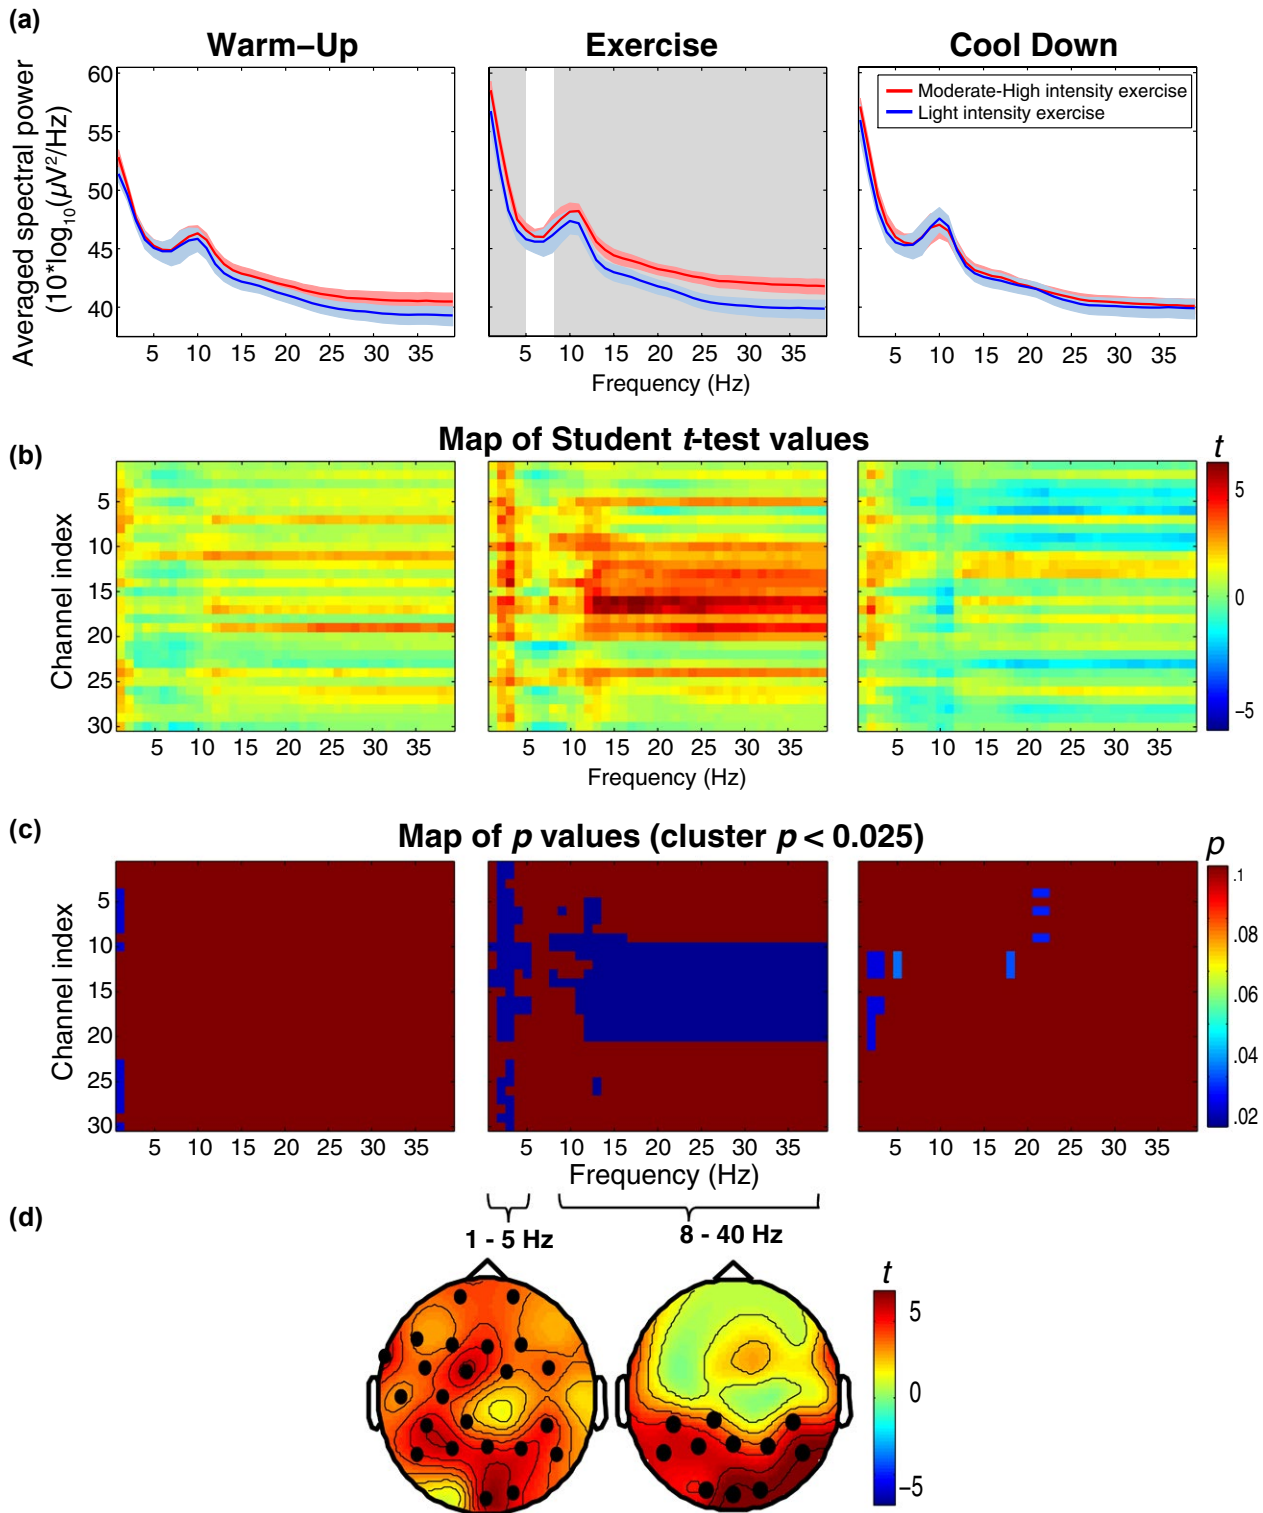 (a)
Warm–Up Exercise Cool Down
Averaged spectral power
(10*log10(μV²/Hz)
60
55
50
45
40
Moderate-High intensity exercise
Light intensity exercise
5 10 15 20 25 30 35 5 10 15 20 25 30 35 5 10 15 20 25 30 35
Frequency (Hz)
(b)
Map of Student t-test values
t
Channel index
5
10
15
20
25
30
5
0
−5
5 10 15 20 25 30 35 5 10 15 20 25 30 35 5 10 15 20 25 30 35
Frequency (Hz)
(c)
Map of p values (cluster p < 0.025)
p
Channel index
5
10
15
20
25
30
.1
.08
.06
.04
.02
5 10 15 20 25 30 35 5 10 15 20 25 30 35 5 10 15 20 25 30 35
Frequency (Hz)
(d)
1 - 5 Hz 8 - 40 Hz
t
5
0
−5